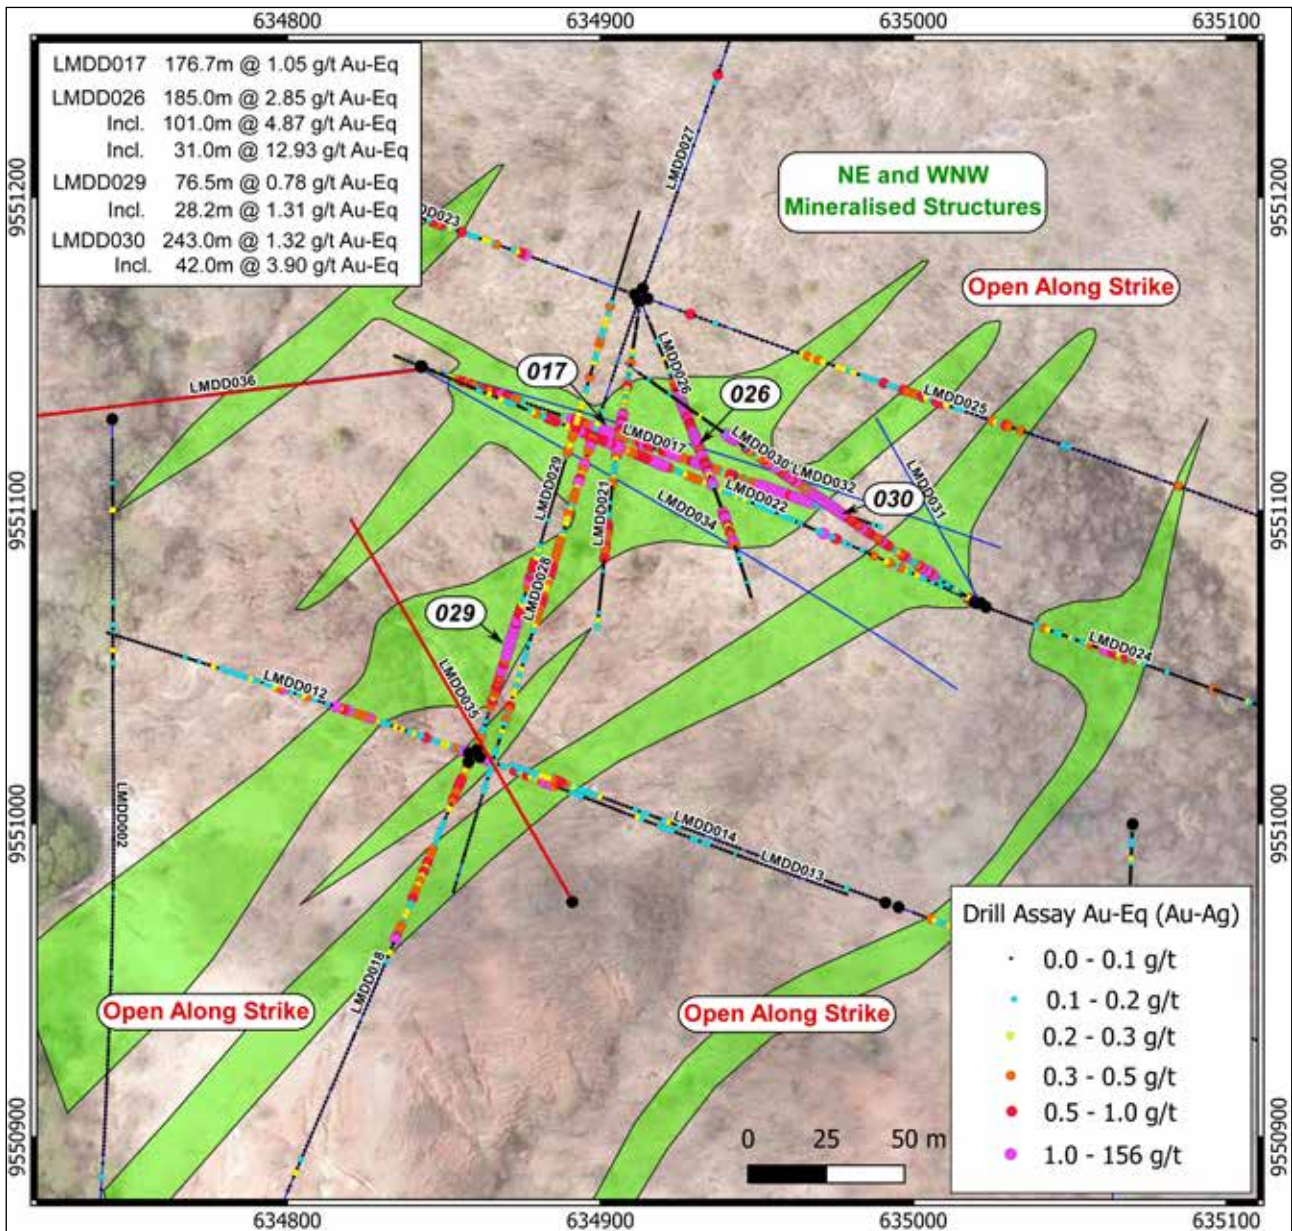 634800 634900 635000 635100
LMDD017 176.7m @ 1.05 g/t Au-Eq
LMDD026 185.0m @ 2.85 g/t Au-Eq
Incl. 101.0m @ 4.87 g/t Au-Eq
Incl. 31.0m @ 12.93 g/t Au-Eq
LMDD029 76.5m @ 0.78 g/t Au-Eq
Incl. 28.2m @ 1.31 g/t Au-Eq
LMDD030 243.0m @ 1.32 g/t Au-Eq
Incl. 42.0m @ 3.90 g/t Au-Eq
LMDD027
NE and WNW
Mineralised Structures
9551200
9551200
DD023
Open Along Strike
LMDD036
017
LMDD026
026
LMDD025
LMDD017
LMDD030
LMDD032
LMDD029
LMDD021
LMDD022
030
LMDD031
LMDD034
9551100
9551100
LMDD028
029
LMDD035
LMDD024
LMDD012
LMDD002
LMDD014
LMDD013
9551000
9551000
LMDD018
Open Along Strike
Open Along Strike
Drill Assay Au-Eq (Au-Ag)
0.0 - 0.1 g/t
0.1 - 0.2 g/t
0.2 - 0.3 g/t
0.3 - 0.5 g/t
0.5 - 1.0 g/t
1.0 - 156 g/t
0 25 50 m
9550900
9550900
634800 634900 635000 635100